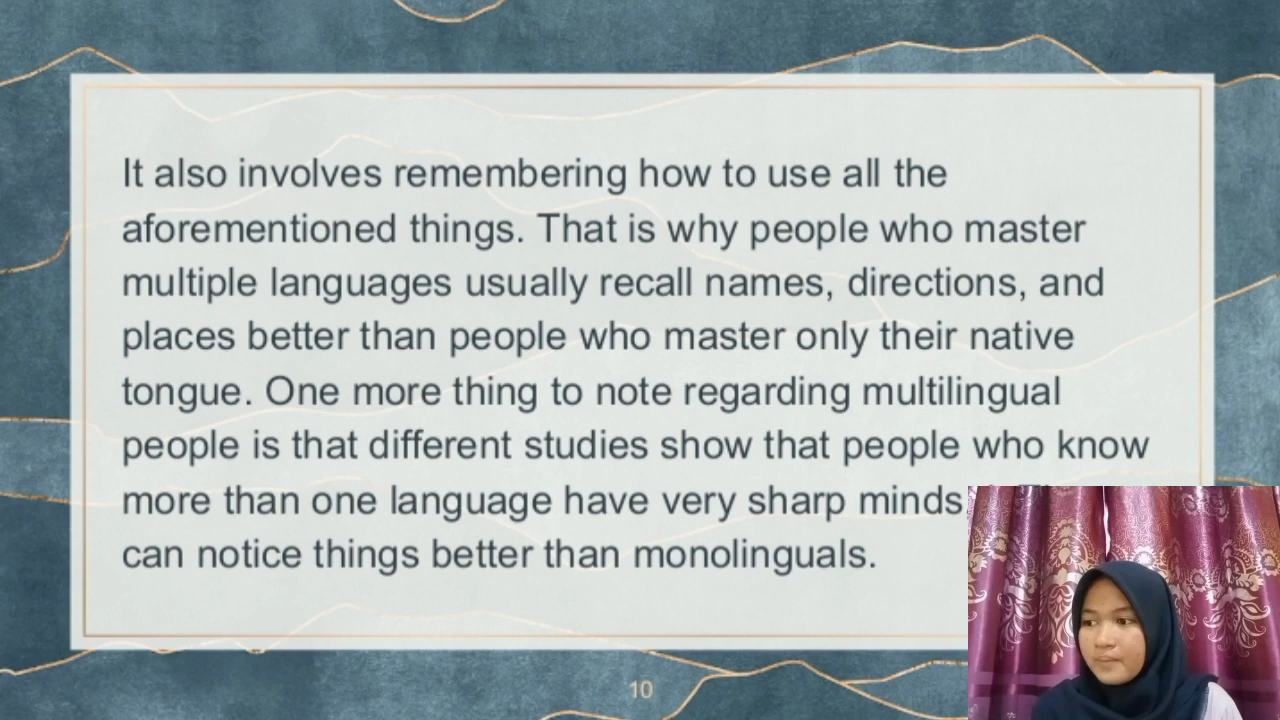 It also involves remembering how to use all the
aforementioned things. That is why people who master
multiple languages usually recall names, directions, and
places better than people who master only their native
tongue. One more thing to note regarding multilingual
people is that different studies show that people who know
more than one language have very sharp minds
can notice things better than monolinguals.
10